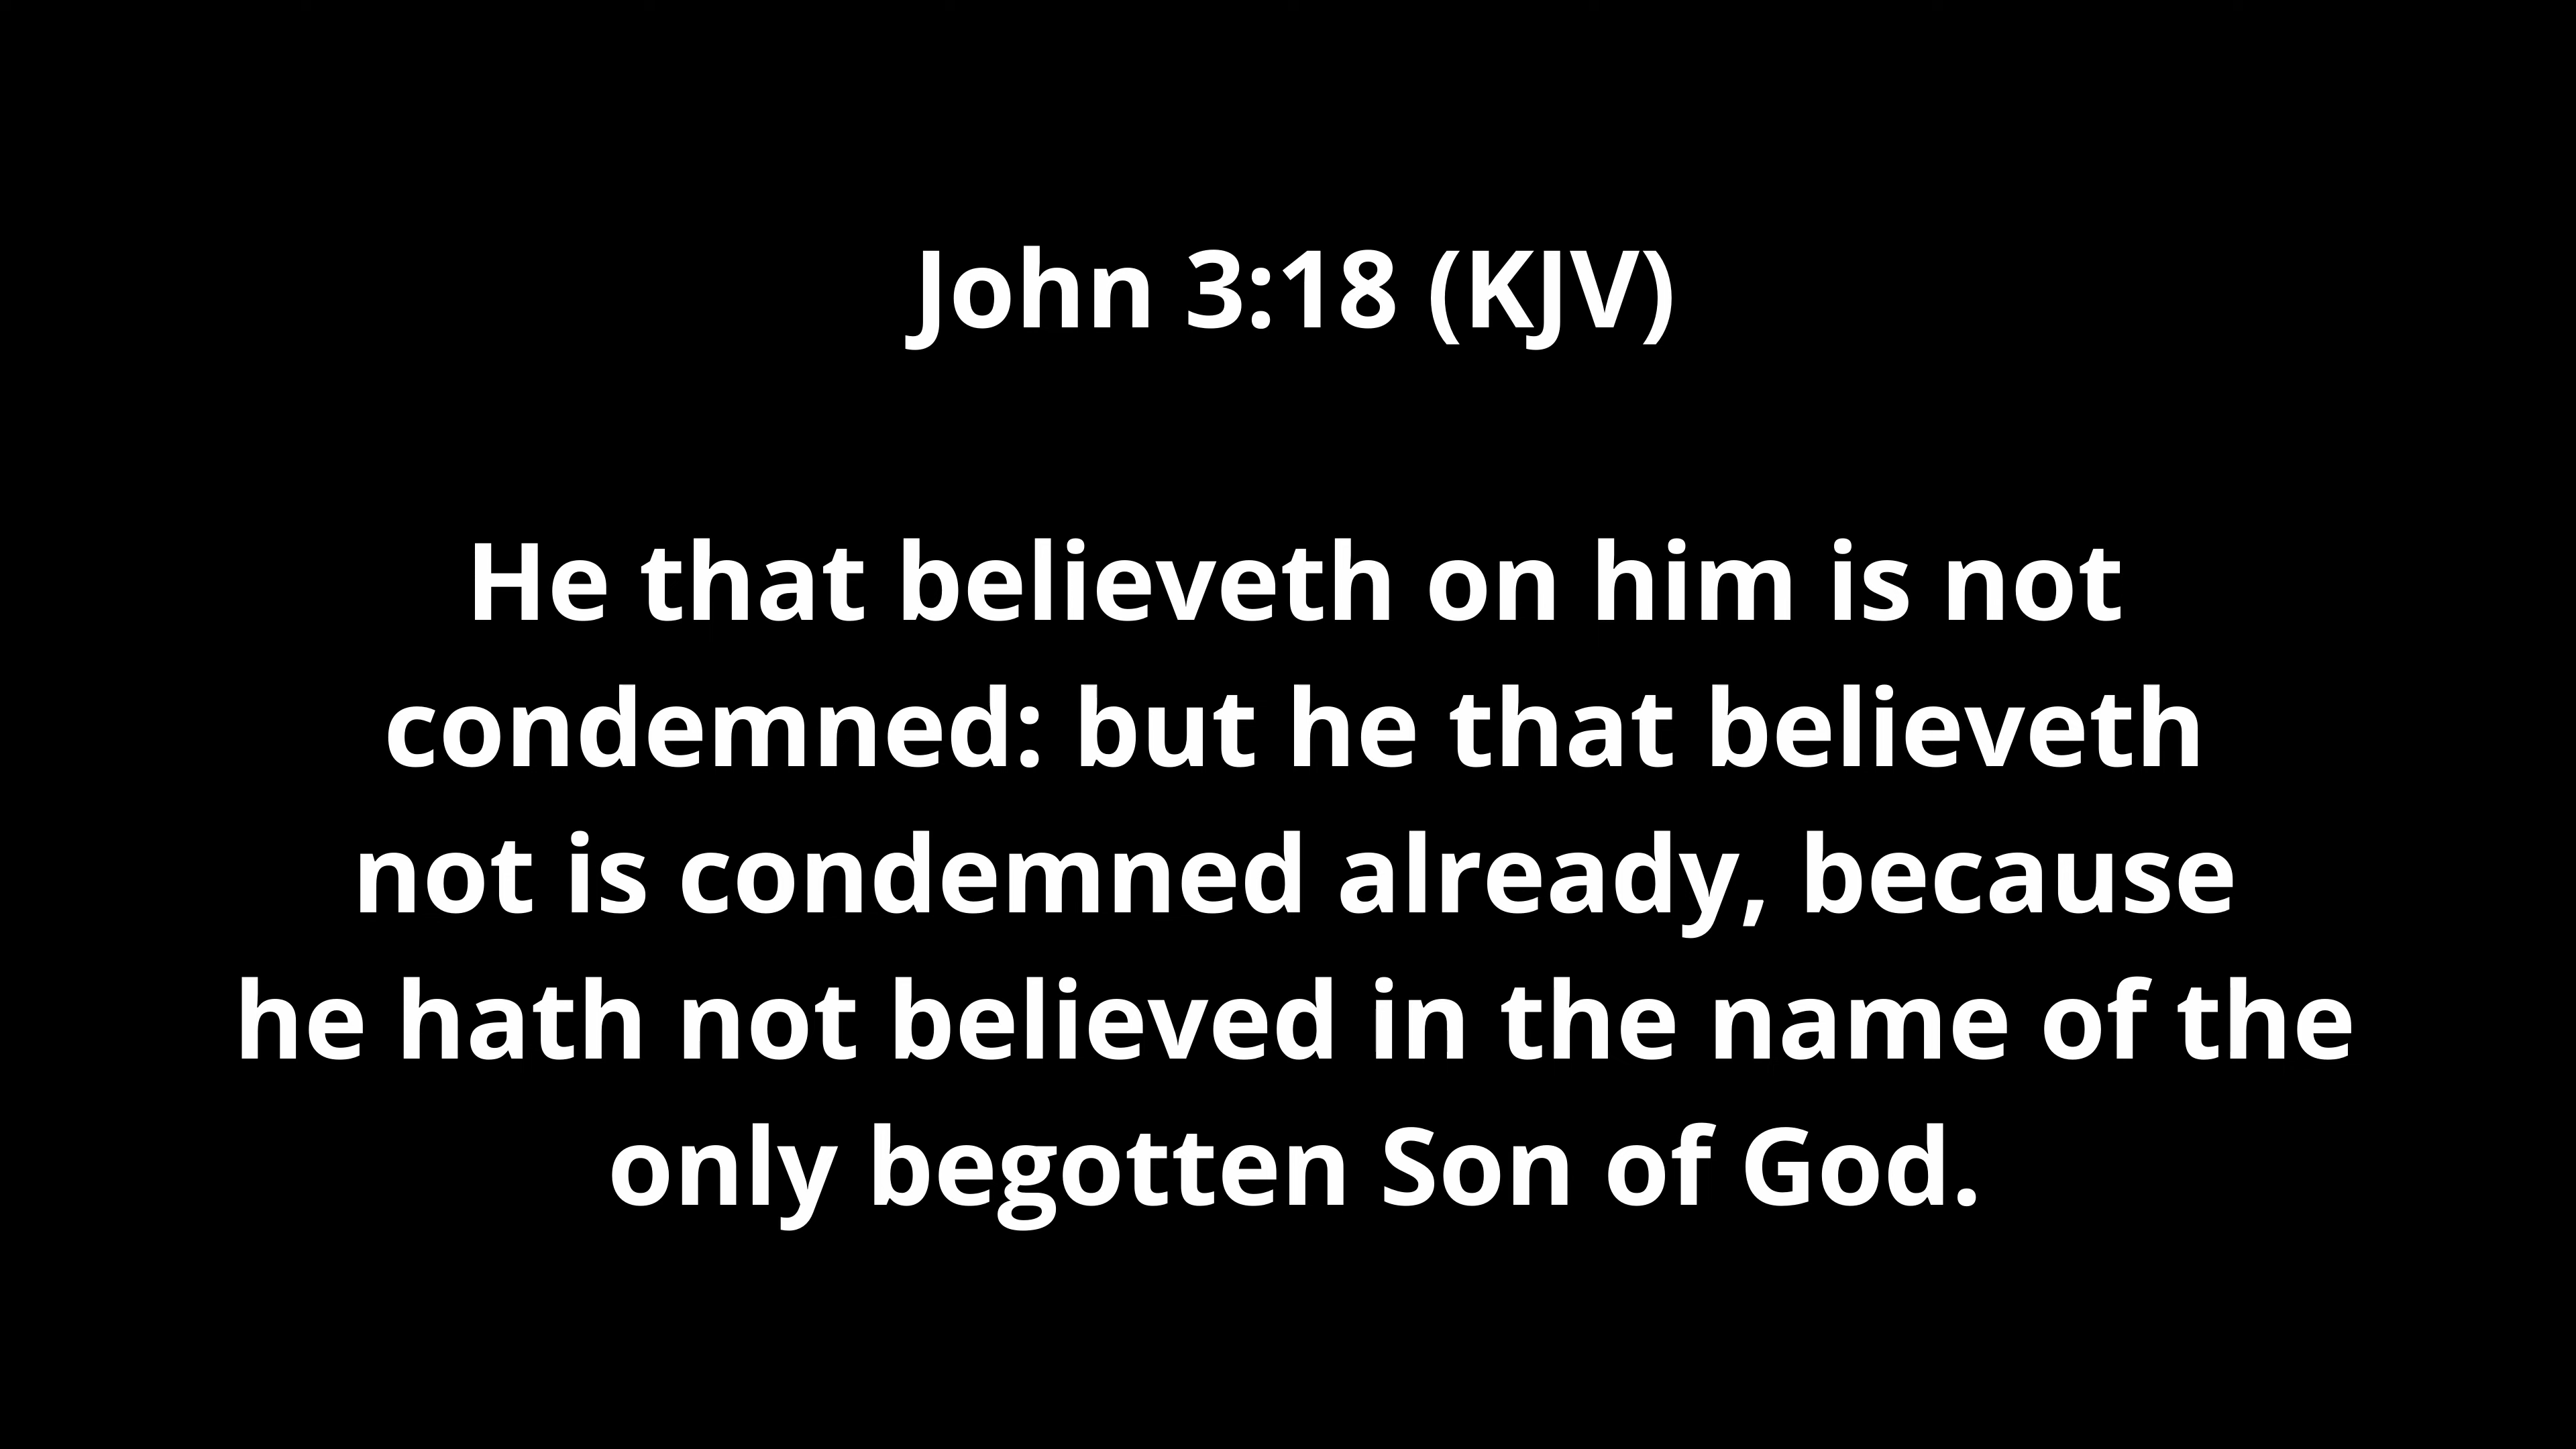 John 3:18 (KJV)
He that believeth on him is not
condemned: but he that believeth
not is condemned already, because
he hath not believed in the name of the
only begotten Son of God.